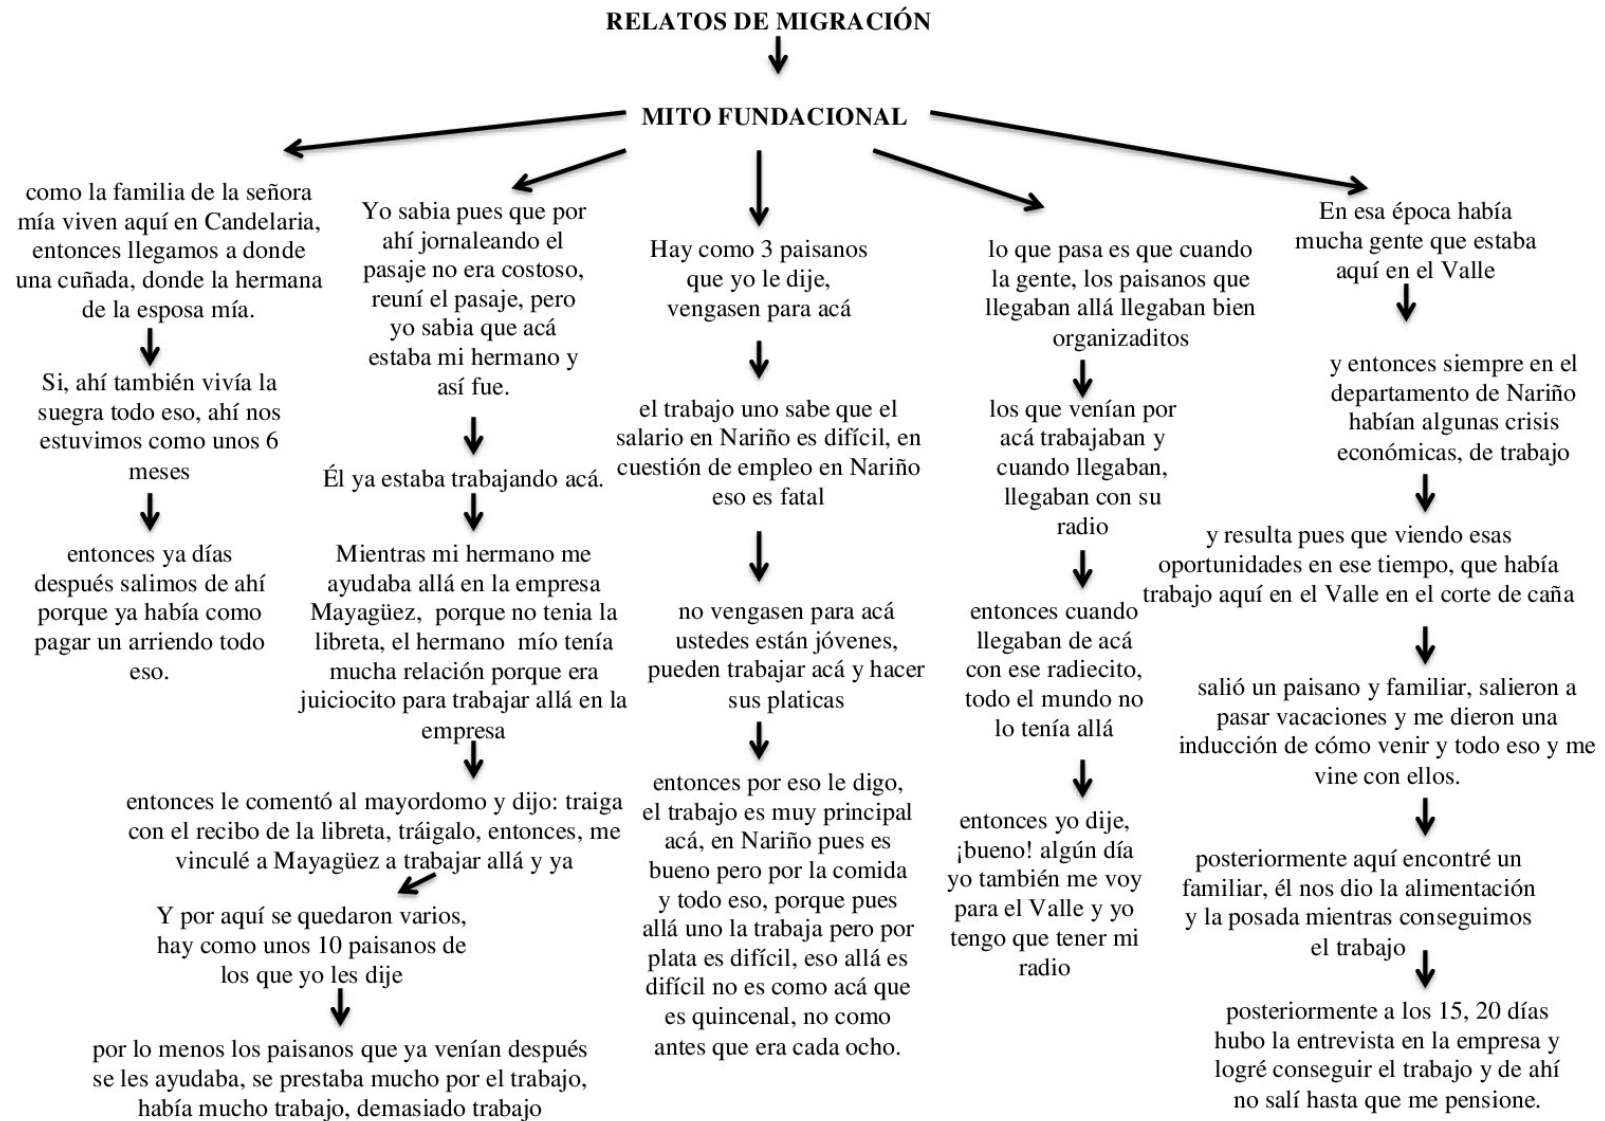 RELATOS DE MIGRACIÓN
MITO FUNDACIONAL
como la familia de la señora
mía viven aquí en Candelaria,
entonces llegamos a donde
una cuñada, donde la hermana
de la esposa mía.
Si, ahí también vivía la
suegra todo eso, ahí nos
estuvimos como unos 6
meses
entonces ya días
después salimos de ahí
porque ya había como
pagar un arriendo todo
eso.
Yo sabia pues que por
ahí jornaleando el
pasaje no era costoso,
reuní el pasaje, pero
yo sabia que acá
estaba mi hermano y
así fue.
Él ya estaba trabajando acá.
Mientras mi hermano me
ayudaba allá en la empresa
Mayagüez, porque no tenia la
libreta, el hermano mío tenía
mucha relación porque era
juiciocito para trabajar allá en la
empresa
entonces le comentó al mayordomo y dijo: traiga
con el recibo de la libreta, tráigalo, entonces, me
vinculé a Mayagüez a trabajar allá y ya
Y por aquí se quedaron varios,
hay como unos 10 paisanos de
los que yo les dije
por lo menos los paisanos que ya venían después
se les ayudaba, se prestaba mucho por el trabajo,
había mucho trabajo, demasiado trabajo
Hay como 3 paisanos
que yo le dije,
vengasen para acá
el trabajo uno sabe que el
salario en Nariño es difícil, en
cuestión de empleo en Nariño
eso es fatal
no vengasen para acá
ustedes están jóvenes,
pueden trabajar acá y hacer
sus platicas
entonces por eso le digo,
el trabajo es muy principal
acá, en Nariño pues es
bueno pero por la comida
y todo eso, porque pues
allá uno la trabaja pero por
plata es difícil, eso allá es
difícil no es como acá que
es quincenal, no como
antes que era cada ocho.
lo que pasa es que cuando
la gente, los paisanos que
llegaban allá llegaban bien
organizaditos
los que venían por
acá trabajaban y
cuando llegaban,
llegaban con su
radio
entonces cuando
llegaban de acá
con ese radiecito,
todo el mundo no
lo tenía allá
entonces yo dije,
¡bueno! algún día
yo también me voy
para el Valle y yo
tengo que tener mi
radio
En esa época había
mucha gente que estaba
aquí en el Valle
y entonces siempre en el
departamento de Nariño
habían algunas crisis
económicas, de trabajo
y resulta pues que viendo esas
oportunidades en ese tiempo, que había
trabajo aquí en el Valle en el corte de caña
salió un paisano y familiar, salieron a
pasar vacaciones y me dieron una
inducción de cómo venir y todo eso y me
vine con ellos.
posteriormente aquí encontré un
familiar, él nos dio la alimentación
y la posada mientras conseguimos
el trabajo
posteriormente a los 15, 20 días
hubo la entrevista en la empresa y
logré conseguir el trabajo y de ahí
no salí hasta que me pensione.